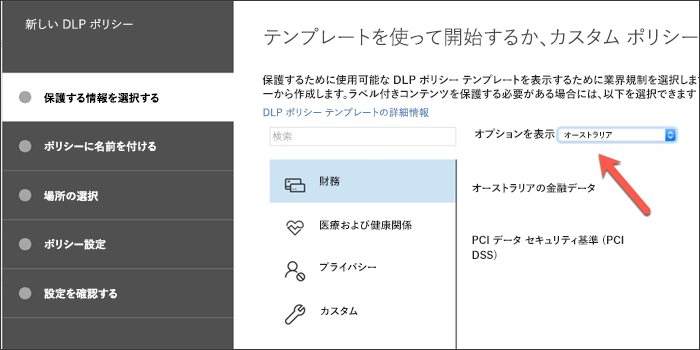 新しい DLP ポリシー
保護する情報を選択する
ポリシーに名前を付ける
場所の選択
ポリシー設定
設定を確認する
テンプレートを使って開始するか、カスタム ポリシー
保護するために使用可能な DLP ポリシー テンプレートを表示するために業界規制を選択しま
ーから作成します。ラベル付きコンテンツを保護する必要がある場合には、以下を選択できます
DLP ポリシー テンプレートの詳細情報
検索
オプションを表示 オーストラリア
財務
医療および健康関係
プライバシー
カスタム
オーストラリアの金融データ
PCI データ セキュリティ基準 (PCI
DSS)